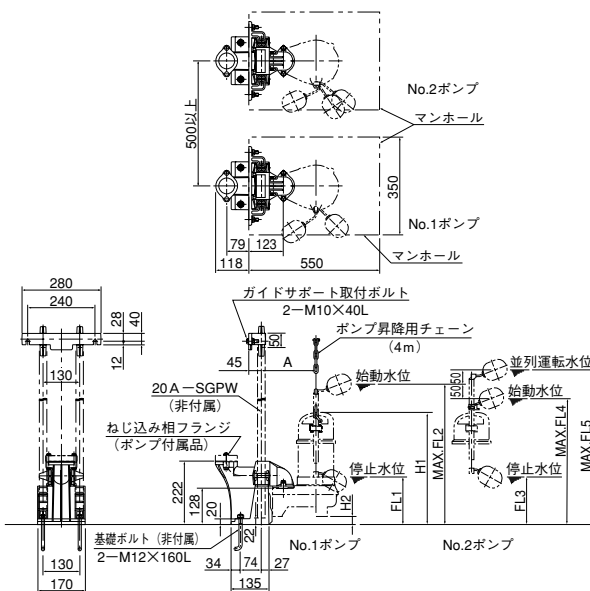 No.2ポンプ
500以上
マンホール
350
No.1ポンプ
79 123
118 550
マンホール
280
240
28
40
12
130
ガイドサポート取付ボルト
2−M10×40L
50
45
A
ポンプ昇降用チェーン
(4m)
始動水位
並列運転水位
50 50
始動水位
20A−SGPW
(非付属)
ねじ込み相フランジ
(ポンプ付属品)
停止水位
停止水位
222
128
20
22
FL1
H2
H1
MAX.FL2
FL3
MAX.FL4
MAX.FL5
基礎ボルト(非付属)
2−M12×160L
No.1ポンプ
No.2ポンプ
130
170
34 74 27
135